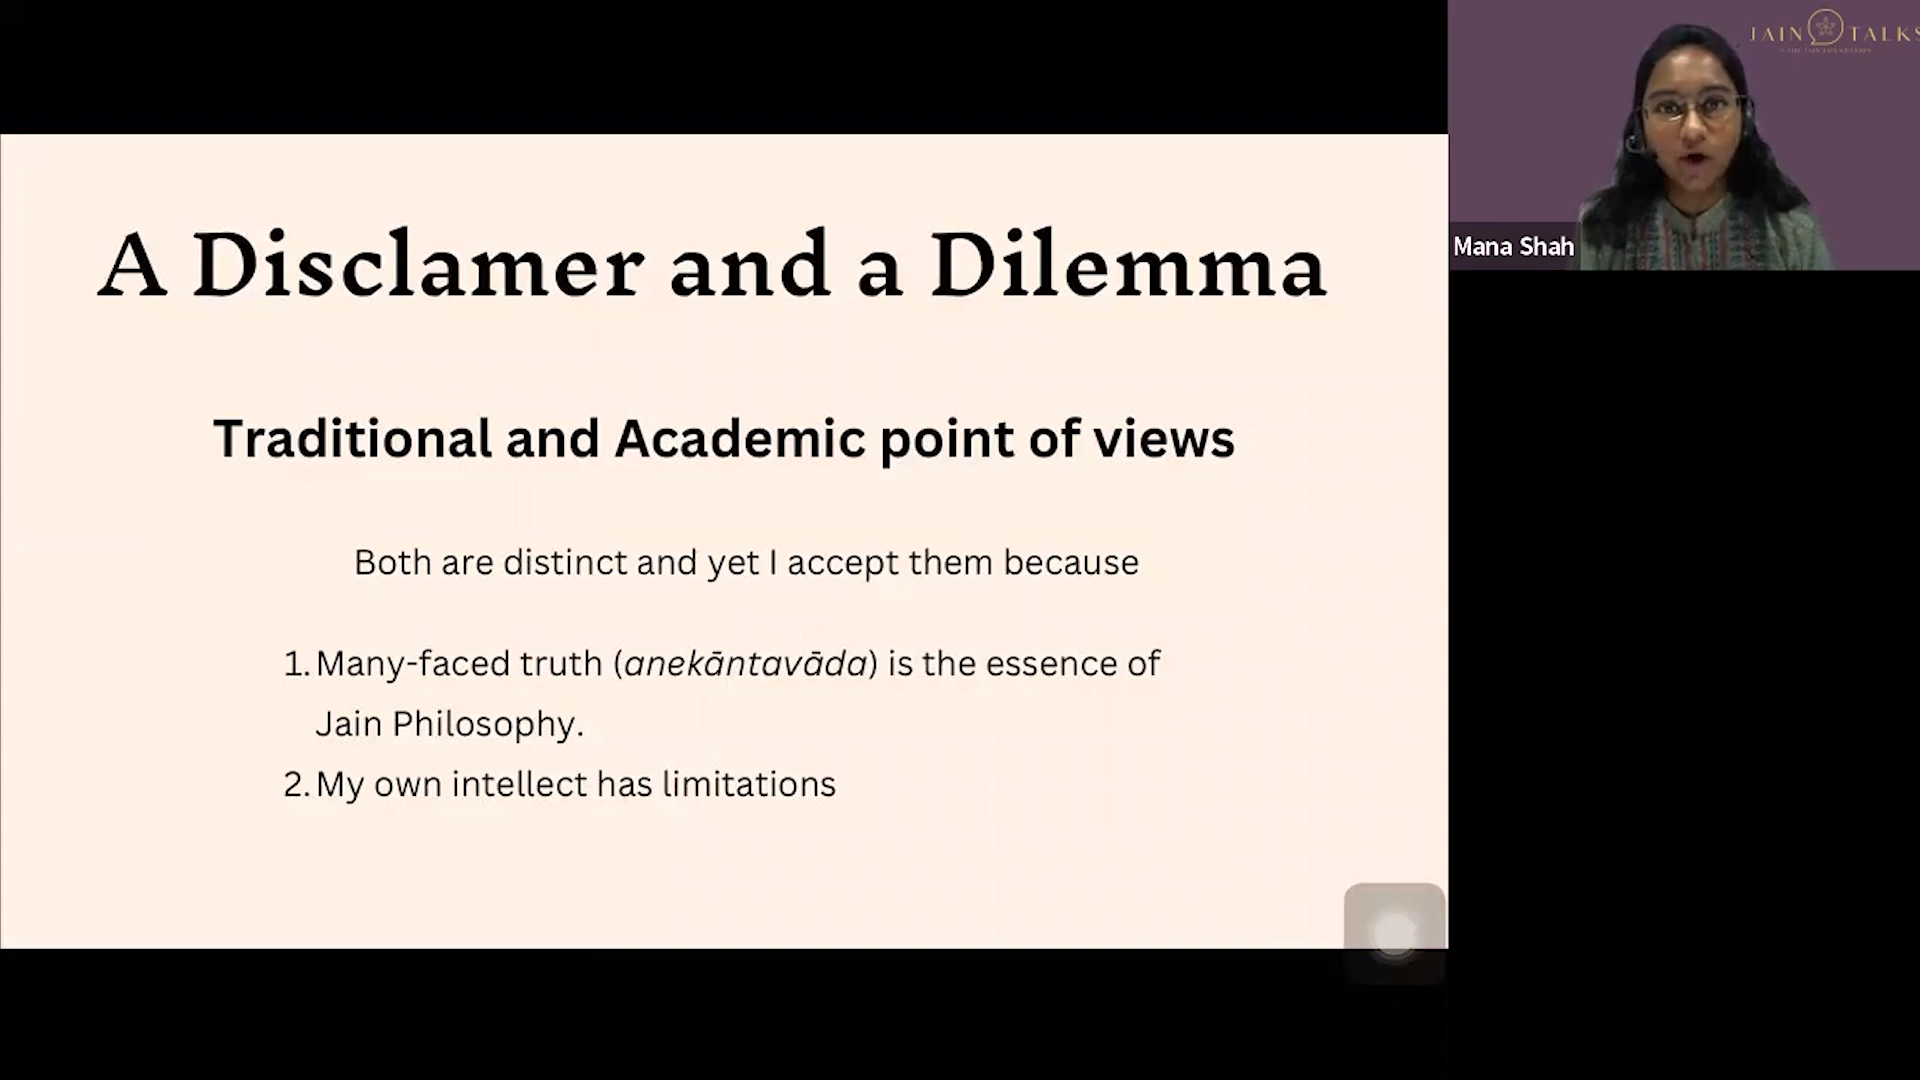 A Disclamer and a Dilemma
Traditional and Academic point of views
Both are distinct and yet I accept them because
1. Many-faced truth (anekāntavāda) is the essence of
Jain Philosophy.
2. My own intellect has limitations
JAIN TALKS
Mana Shah